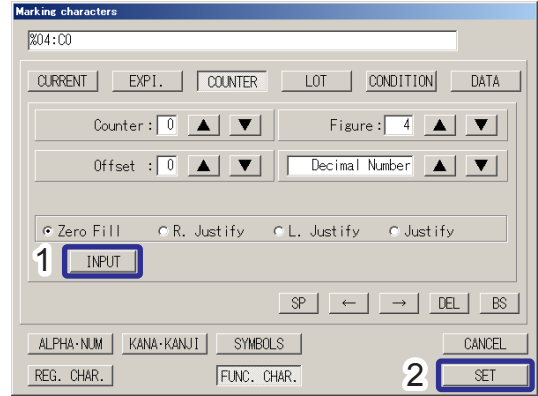 Marking characters
%04:C0
CURRENT EXPI. COUNTER LOT CONDITION DATA
Counter: 0 ▲ ▼ Figure: 4 ▲ ▼
Offset : 0 ▲ ▼ Decimal Number ▲ ▼
Zero Fill R. Justify L. Justify Justify
1 INPUT
SP ← → DEL BS
ALPHA·NUM KANA·KANJI SYMBOLS CANCEL
REG. CHAR. FUNC. CHAR. 2 SET